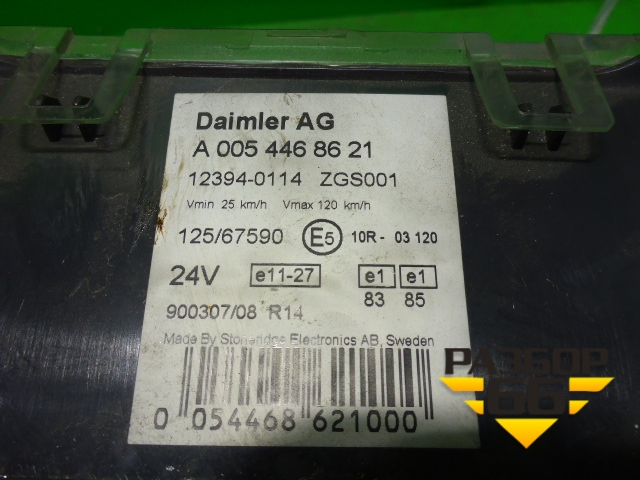 Daimler AG
A 005 446 86 21
12394-0114 ZGS001
Vmin 25 km/h Vmax 120 km/h
125/67590 E5 10R - 03 120
24V e11-27 e1 e1
83 85
900307/08 R14
Made By Stoneridge Electronics AB, Sweden
0 054468 621000
РАЗБОР
66